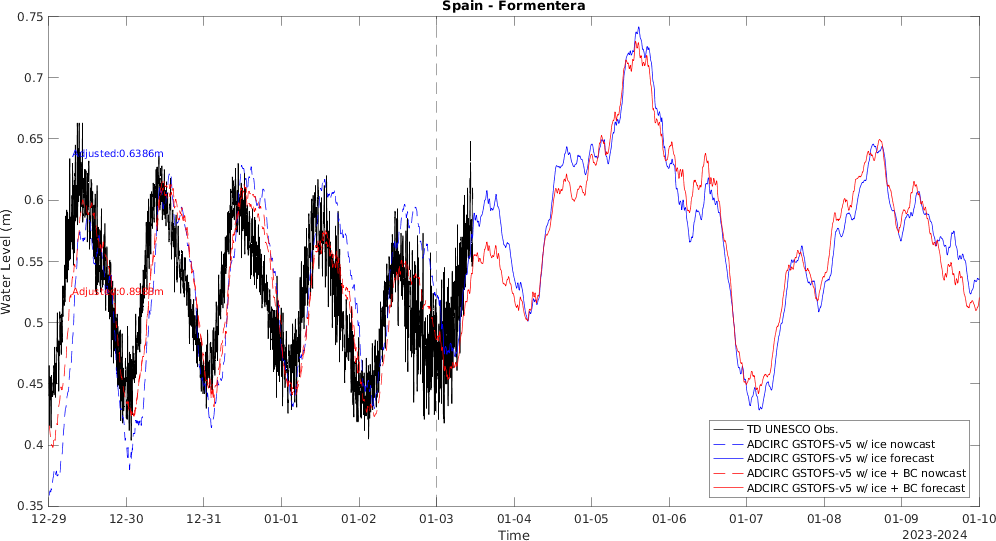 Spain - Formentera
0.75
0.7
0.65
0.6
0.55
0.5
0.45
0.4
0.35
Water Level (m)
Adjusted:0.6386m
12-29
12-30
12-31
01-01
01-02
01-03
01-04
01-05
01-06
01-07
01-08
01-09
01-10
Time
2023-2024
TD UNESCO Obs.
ADCIRC GSTOFS-v5 w/ ice nowcast
ADCIRC GSTOFS-v5 w/ ice forecast
ADCIRC GSTOFS-v5 w/ ice + BC nowcast
ADCIRC GSTOFS-v5 w/ ice + BC forecast